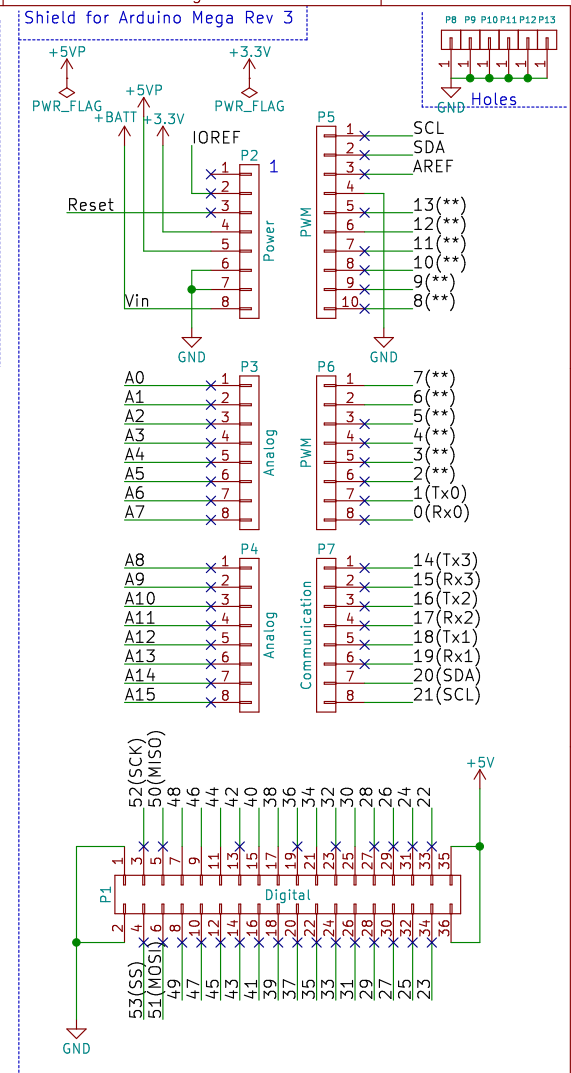 Shield for Arduino Mega Rev 3
P8 P9 P10 P11 P12 P13
1 1 1 1 1 1
GND
Holes
+5VP
+3.3V
PWR_FLAG
PWR_FLAG
+5VP
+BATT
+3.3V
IOREF
P2
1
1
2
Reset
3
4
5
6
7
Vin
8
Power
GND
P5
1 SCL
2 SDA
3 AREF
4
5 13(**)
6 12(**)
7 11(**)
8 10(**)
9 9(**)
10 8(**)
PWM
GND
P3
A0 1
A1 2
A2 3
A3 4
A4 5
A5 6
A6 7
A7 8
Analog
P6
1 7(**)
2 6(**)
3 5(**)
4 4(**)
5 3(**)
6 2(**)
7 1(Tx0)
8 0(Rx0)
PWM
P4
A8 1
A9 2
A10 3
A11 4
A12 5
A13 6
A14 7
A15 8
Analog
P7
1 14(Tx3)
2 15(Rx3)
3 16(Tx2)
4 17(Rx2)
5 18(Tx1)
6 19(Rx1)
7 20(SDA)
8 21(SCL)
Communication
+5V
52(SCK) 50(MISO) 48 46 44 42 40 38 36 34 32 30 28 26 24 22
1 3 5 7 9 11 13 15 17 19 21 23 25 27 29 31 33 35
P1
Digital
2 4 6 8 10 12 14 16 18 20 22 24 26 28 30 32 34 36
53(SS) 51(MOSI) 49 47 45 43 41 39 37 35 33 31 29 27 25 23
GND